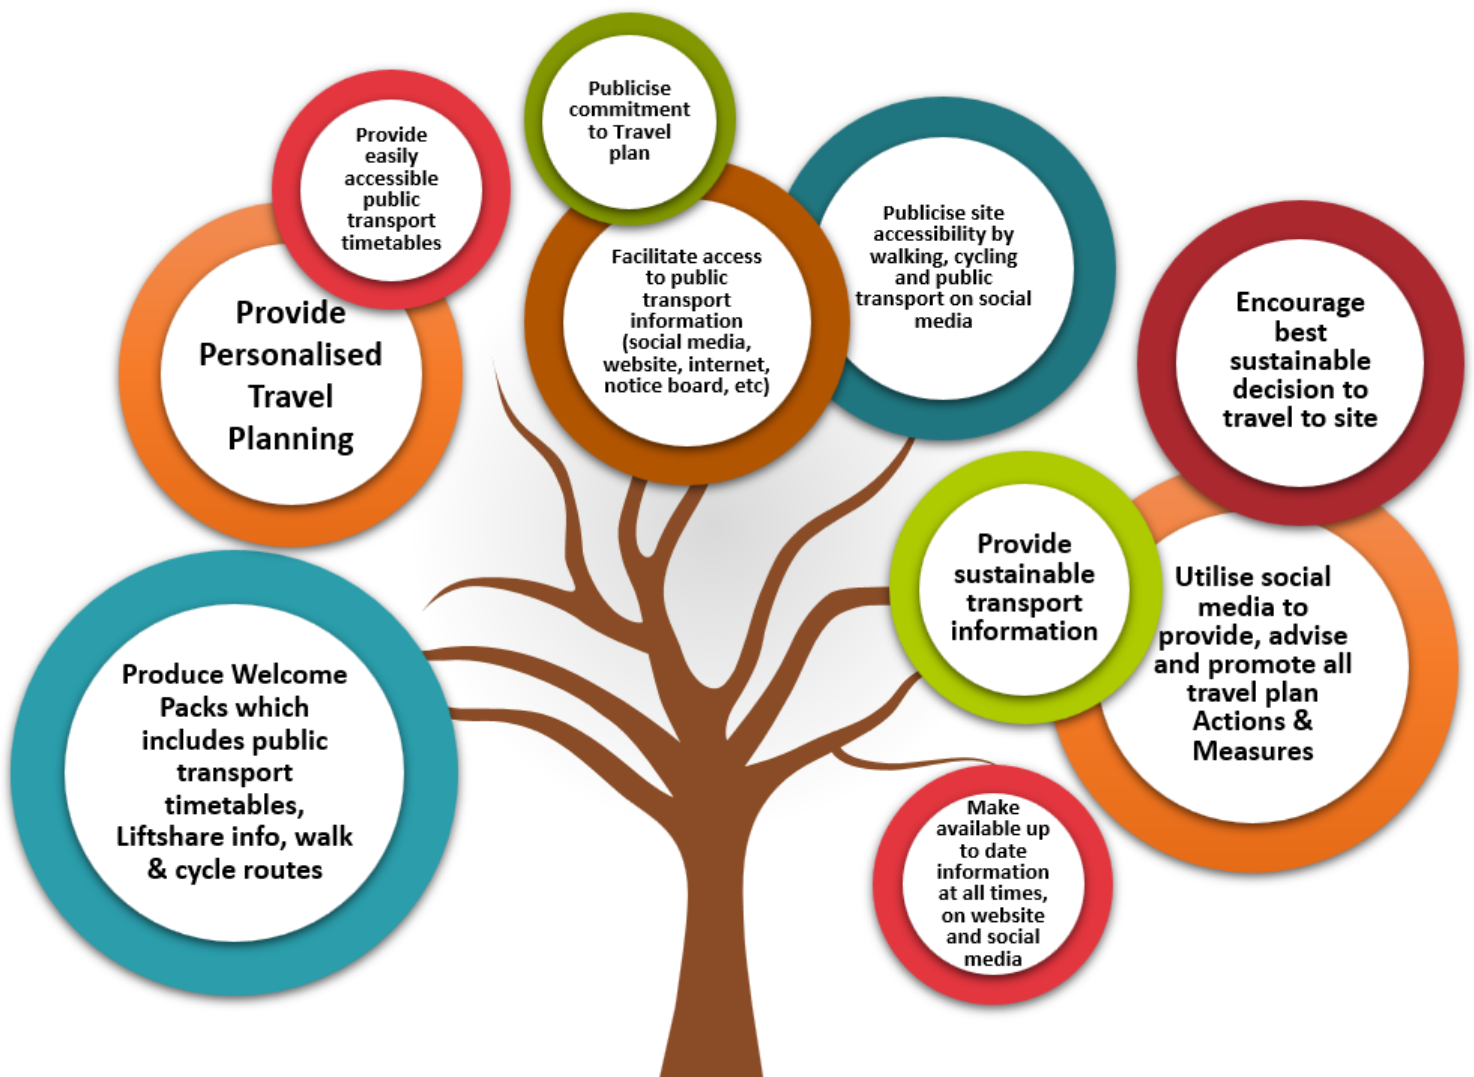 Publicise
commitment
to Travel
plan
Provide
easily
accessible
public
transport
timetables
Provide
Personalised
Travel
Planning
Facilitate access
to public
transport
information
(social media,
website, internet,
notice board, etc)
Publicise site
accessibility by
walking, cycling
and public
transport on social
media
Encourage
best
sustainable
decision to
travel to site
Provide
sustainable
transport
information
Utilise social
media to
provide, advise
and promote all
travel plan
Actions &
Measures
Produce Welcome
Packs which
includes public
transport
timetables,
Liftshare info, walk
& cycle routes
Make
available up
to date
information
at all times,
on website
and social
media